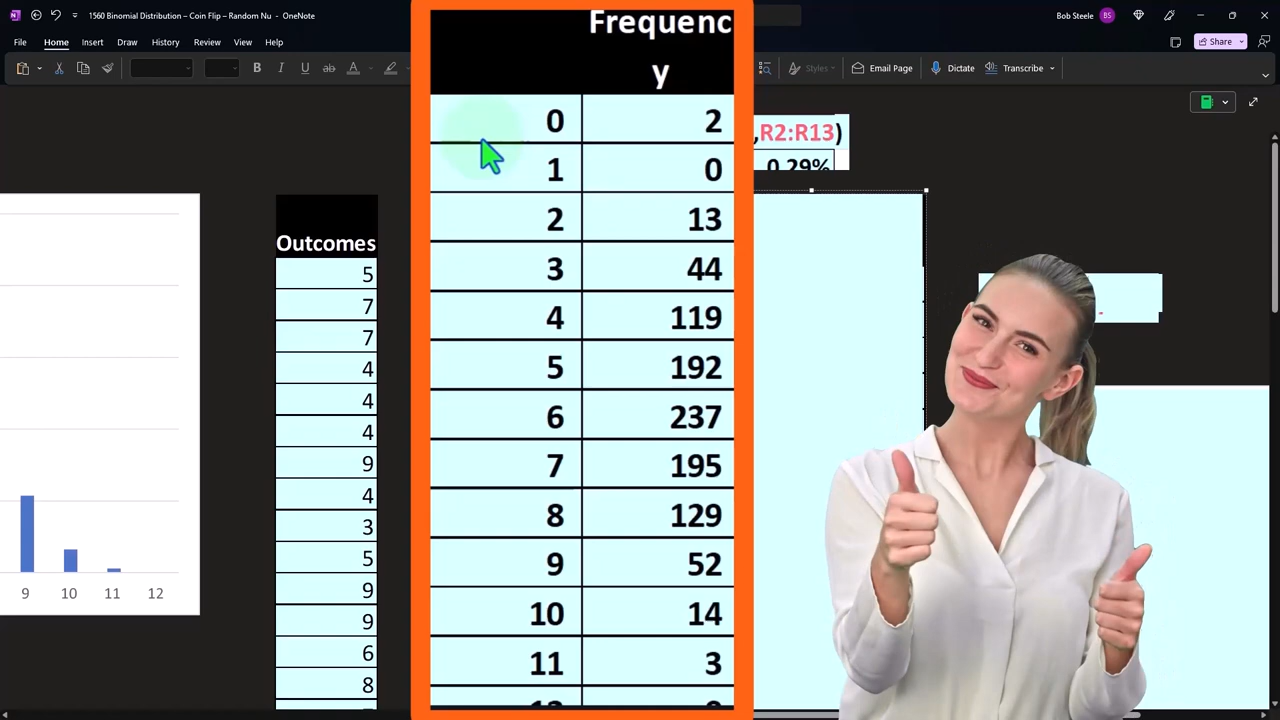 1560 Binomial Distribution – Coin Flip – Random Nu - OneNote
Bob Steele BS
Home Insert Draw History Review View Help
Share
B I U ab A
Styles Email Page Dictate Transcribe
Frequenc
y
0 2
1 0
2 13
3 44
4 119
5 192
6 237
7 195
8 129
9 52
10 14
11 3
,R2:R13)
0.29%
Outcomes
5
7
7
4
4
4
9
4
3
5
9
9
6
8
9 10 11 12